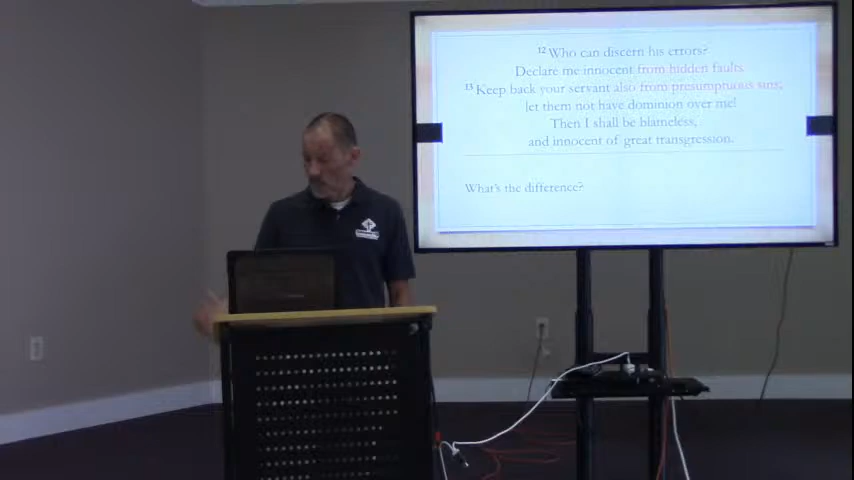 12 Who can discern his errors?
Declare me innocent from hidden faults.
13 Keep back your servant also from presumptuous sins;
let them not have dominion over me!
Then I shall be blameless,
and innocent of great transgression.
What's the difference?